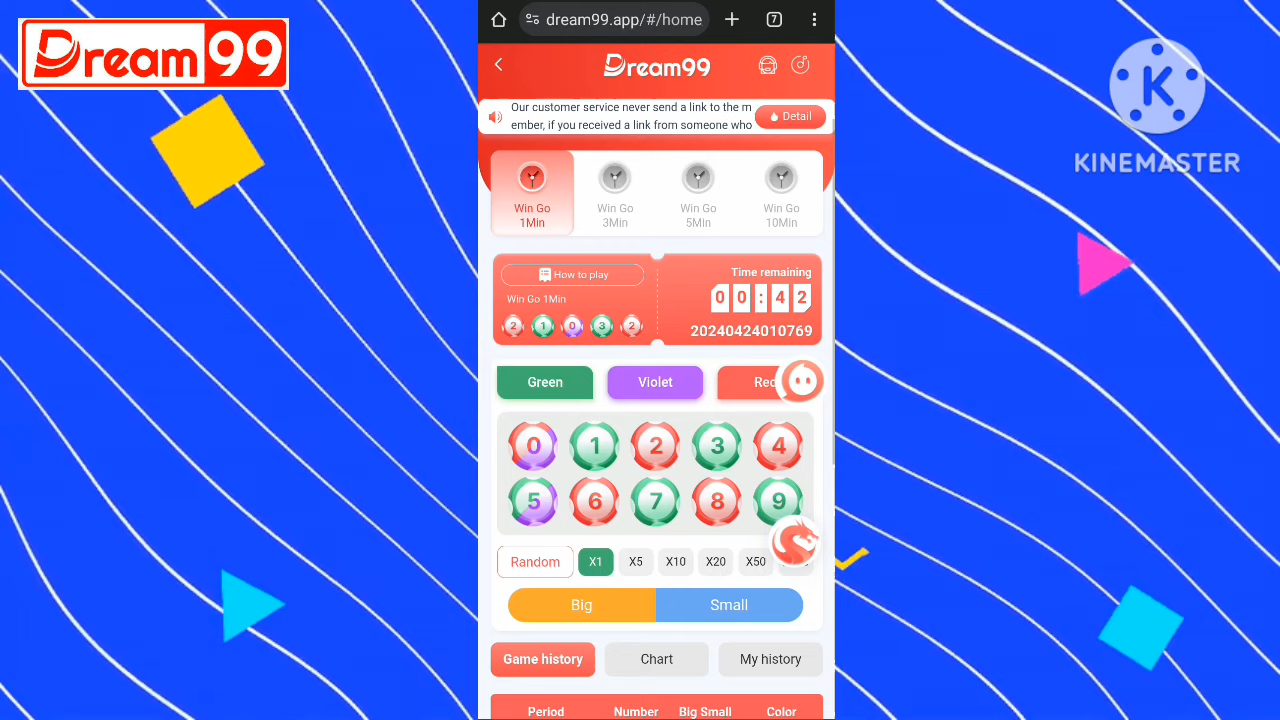 Dream99
dream99.app/#/home
7
K
KINEMASTER
Dream99
Our customer service never send a link to the m
ember, if you received a link from someone who
Detail
Win Go
1Min
Win Go
3Min
Win Go
5Min
Win Go
10Min
How to play
Time remaining
Win Go 1Min
00:42
2 1 0 3 2
20240424010769
Green
Violet
0 1 2 3 4
5 6 7 8 9
Random X1 X5 X10 X20 X50
Big
Small
Game history
Chart
My history
Period Number Big Small Color